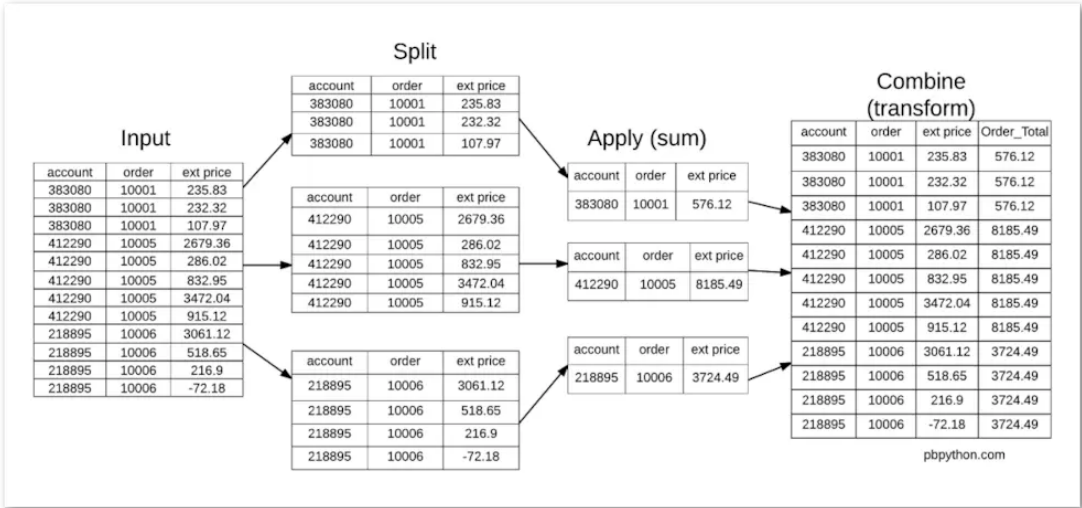 Input
account order ext price
383080 10001 235.83
383080 10001 232.32
383080 10001 107.97
412290 10005 2679.36
412290 10005 286.02
412290 10005 832.95
412290 10005 3472.04
412290 10005 915.12
218895 10006 3061.12
218895 10006 518.65
218895 10006 216.9
218895 10006 -72.18
Split
account order ext price
383080 10001 235.83
383080 10001 232.32
383080 10001 107.97
account order ext price
412290 10005 2679.36
412290 10005 286.02
412290 10005 832.95
412290 10005 3472.04
412290 10005 915.12
account order ext price
218895 10006 3061.12
218895 10006 518.65
218895 10006 216.9
218895 10006 -72.18
Apply (sum)
account order ext price
383080 10001 576.12
account order ext price
412290 10005 8185.49
account order ext price
218895 10006 3724.49
Combine
(transform)
account order ext price Order_Total
383080 10001 235.83 576.12
383080 10001 232.32 576.12
383080 10001 107.97 576.12
412290 10005 2679.36 8185.49
412290 10005 286.02 8185.49
412290 10005 832.95 8185.49
412290 10005 3472.04 8185.49
412290 10005 915.12 8185.49
218895 10006 3061.12 3724.49
218895 10006 518.65 3724.49
218895 10006 216.9 3724.49
218895 10006 -72.18 3724.49
pbpython.com